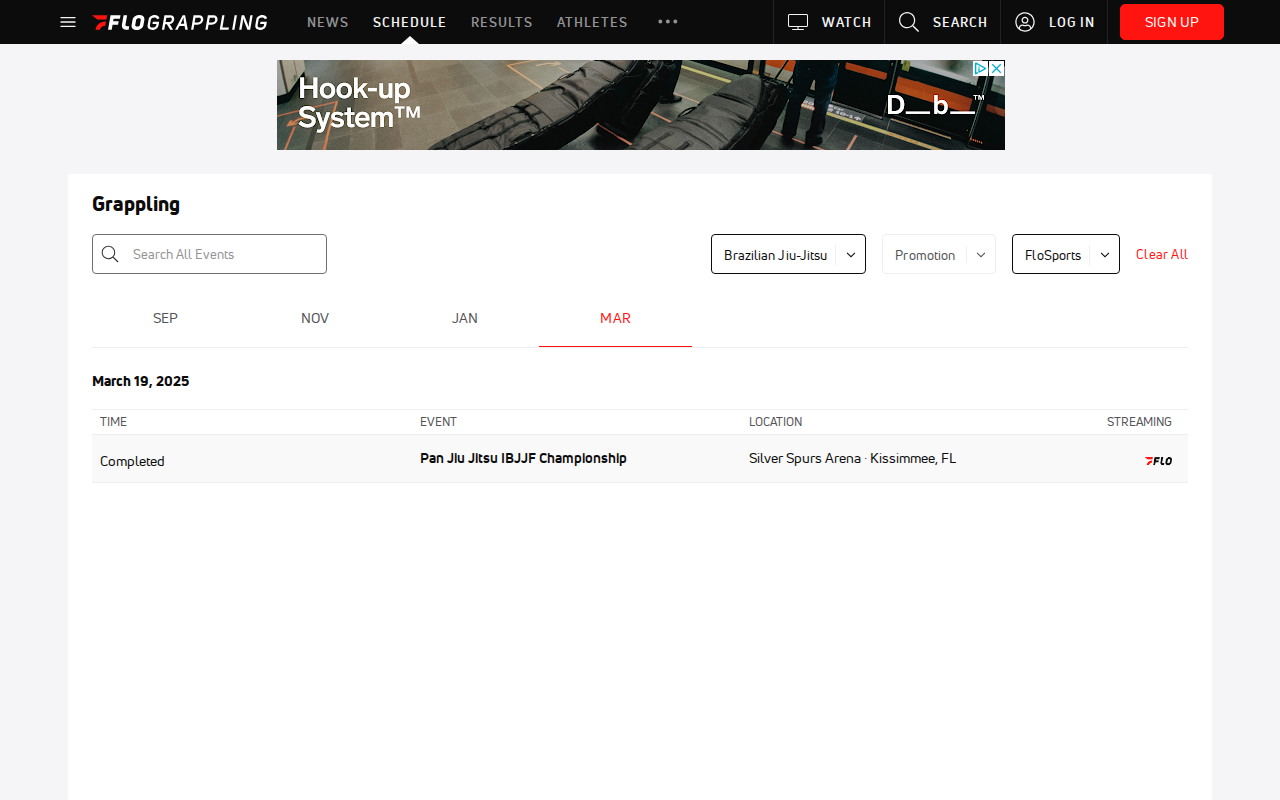 FLOGRAPPLING NEWS SCHEDULE RESULTS ATHLETES ••• WATCH SEARCH LOG IN SIGN UP
Hook-up
System™
D__b__™
Grappling
Search All Events
Brazilian Jiu-Jitsu
Promotion
FloSports
Clear All
SEP NOV JAN MAR
March 19, 2025
TIME EVENT LOCATION STREAMING
Completed Pan Jiu Jitsu IBJJF Championship Silver Spurs Arena · Kissimmee, FL FLO